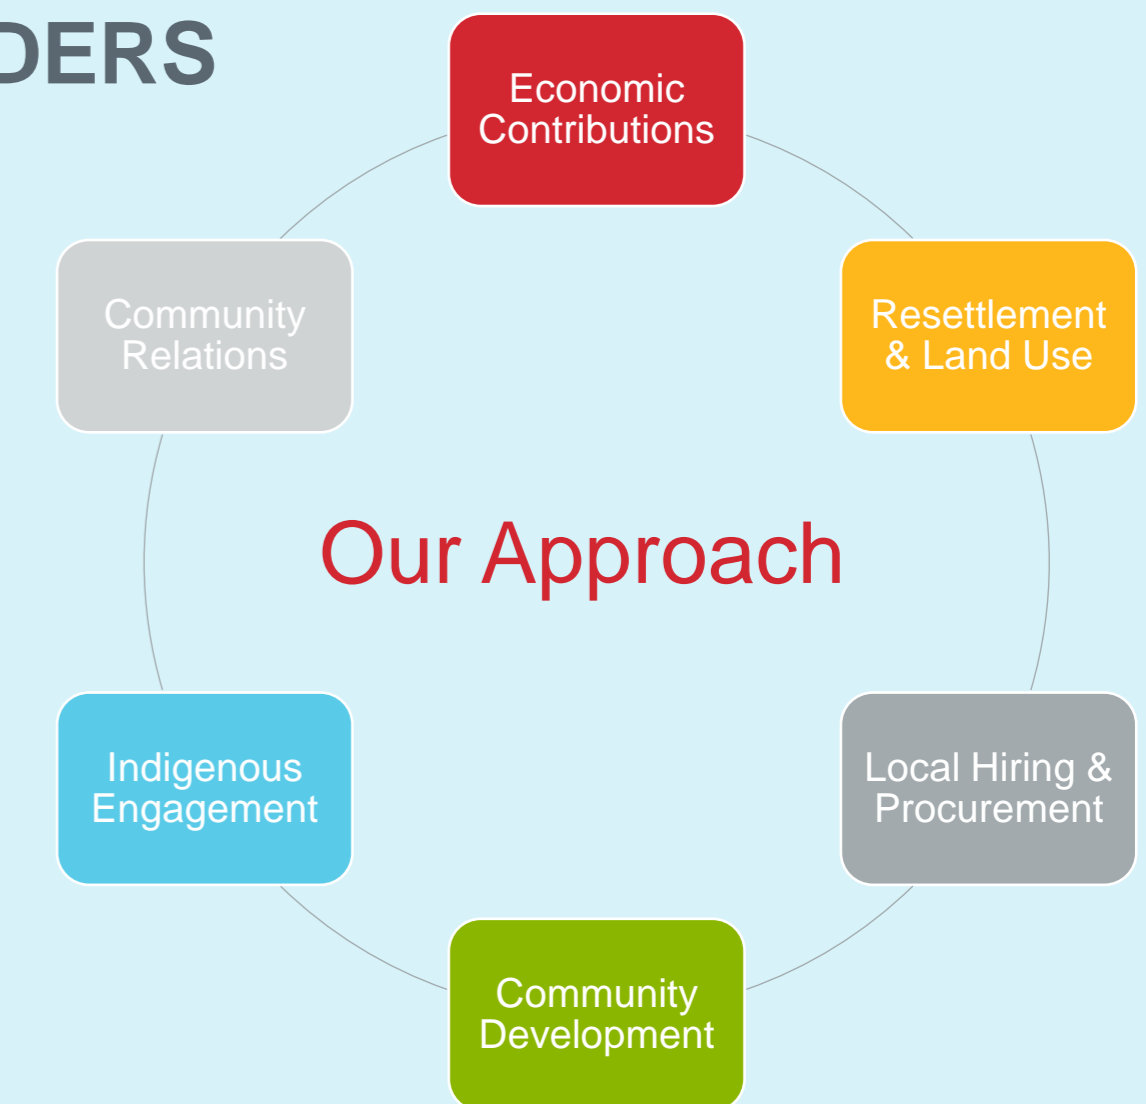 DERS
Economic
Contributions
Community
Relations
Resettlement
& Land Use
Our Approach
Indigenous
Engagement
Local Hiring &
Procurement
Community
Development